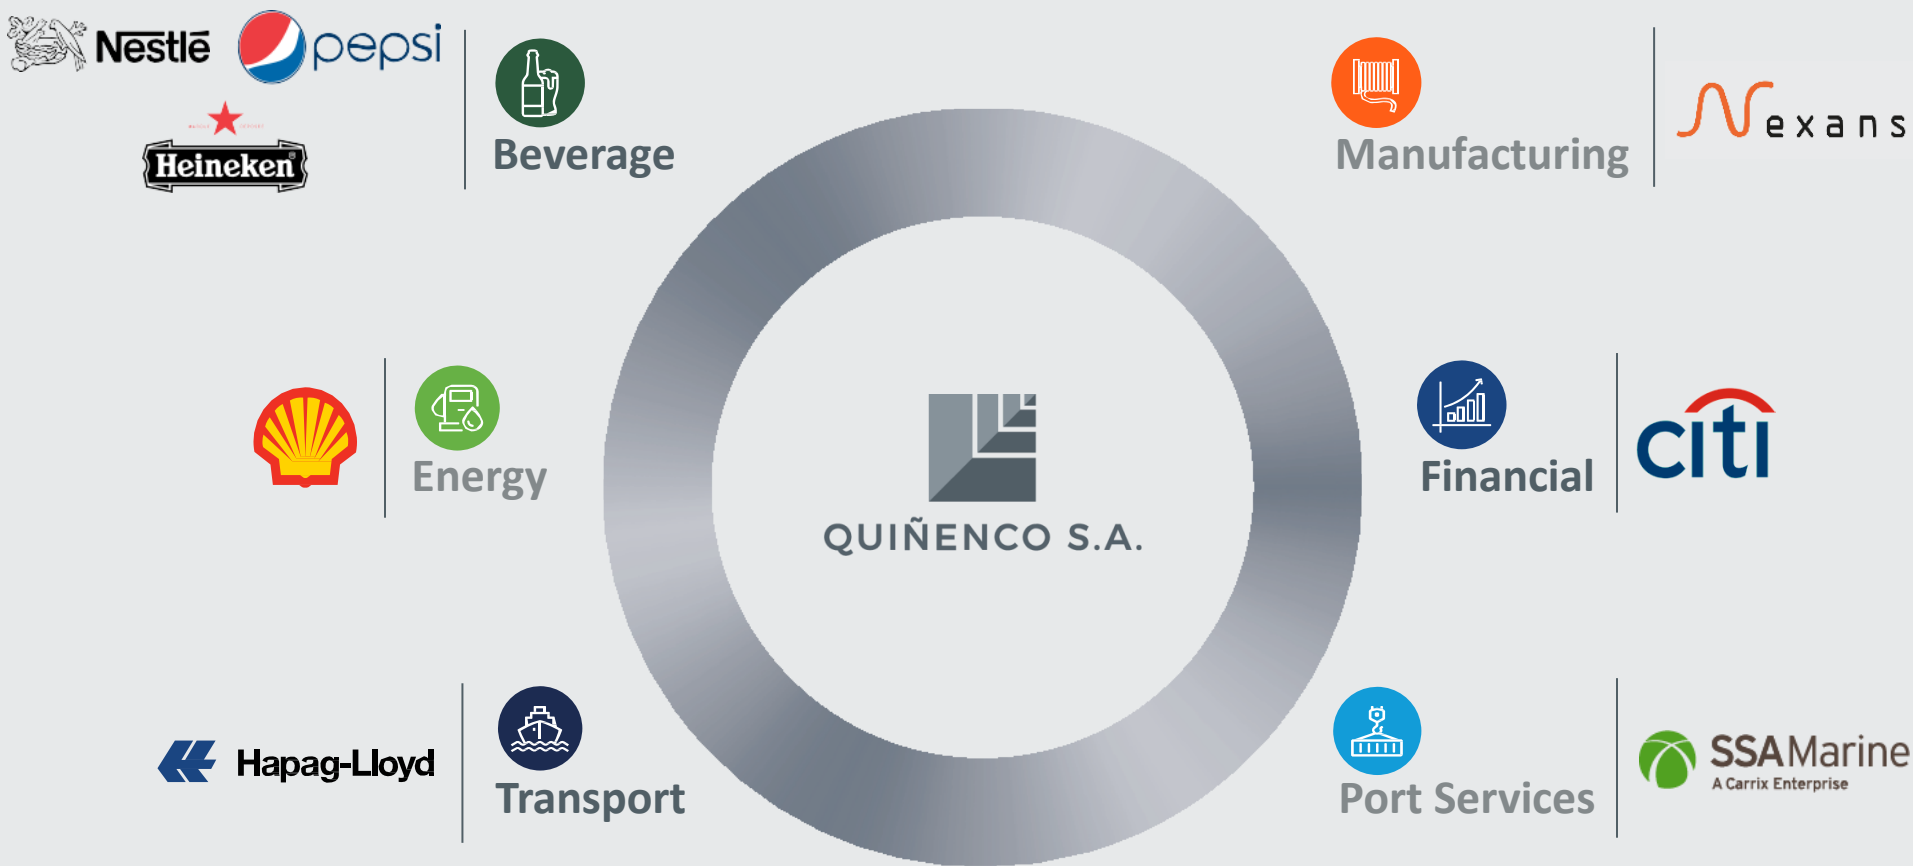 Nestlé
pepsi
Heineken®
Beverage
Manufacturing
Nexans
Energy
QUIÑENCO S.A.
Financial
citi
Hapag-Lloyd
Transport
Port Services
SSAMarine
A Carrix Enterprise